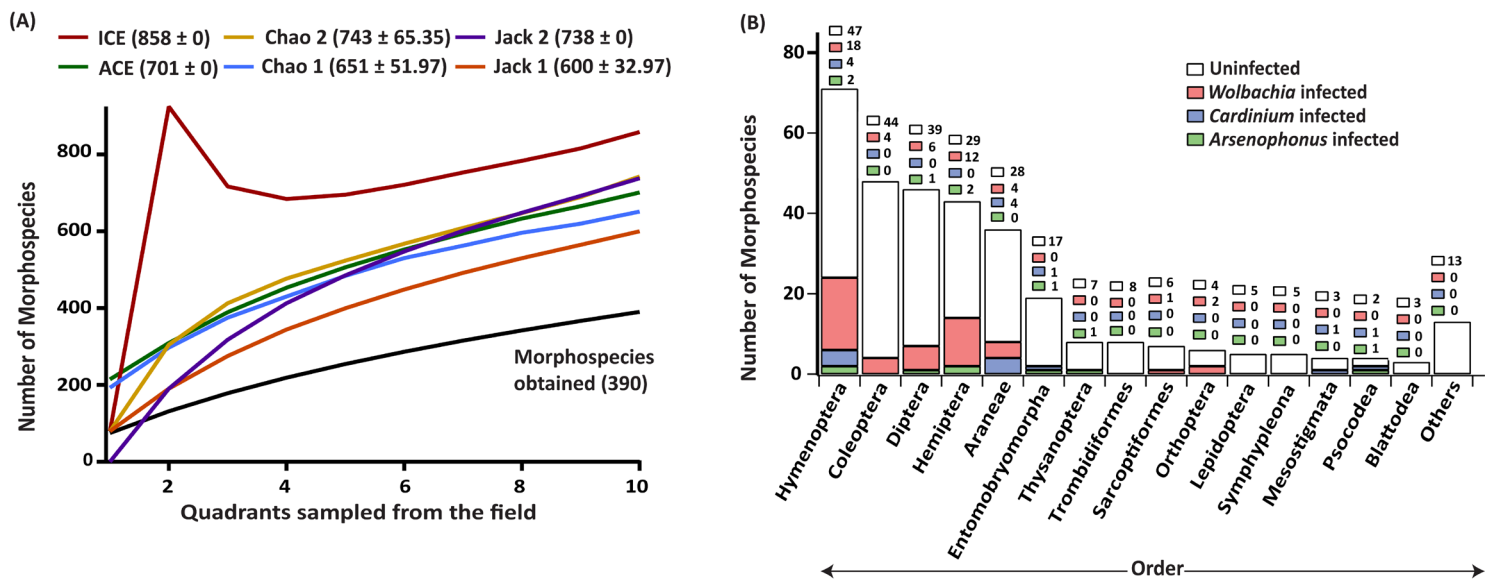 (A)
ICE (858 ± 0)
Chao 2 (743 ± 65.35)
Jack 2 (738 ± 0)
ACE (701 ± 0)
Chao 1 (651 ± 51.97)
Jack 1 (600 ± 32.97)
Number of Morphospecies
800
600
400
200
0
Morphospecies
obtained (390)
2
4
6
8
10
Quadrants sampled from the field
(B)
Number of Morphospecies
80
60
40
20
0
Uninfected
Wolbachia infected
Cardinium infected
Arsenophonus infected
47
18
4
2
44
4
0
0
39
6
0
1
29
12
0
2
28
4
4
0
17
0
1
1
7
0
0
1
8
0
0
0
6
1
0
0
4
2
0
0
5
0
0
0
5
0
0
0
3
0
1
0
2
0
1
1
3
0
0
0
13
0
0
0
Hymenoptera
Coleoptera
Diptera
Hemiptera
Araneae
Entomobryomorpha
Thysanoptera
Trombidiformes
Sarcoptiformes
Orthoptera
Lepidoptera
Symphypleona
Mesostigmata
Psocodea
Blattodea
Others
Order